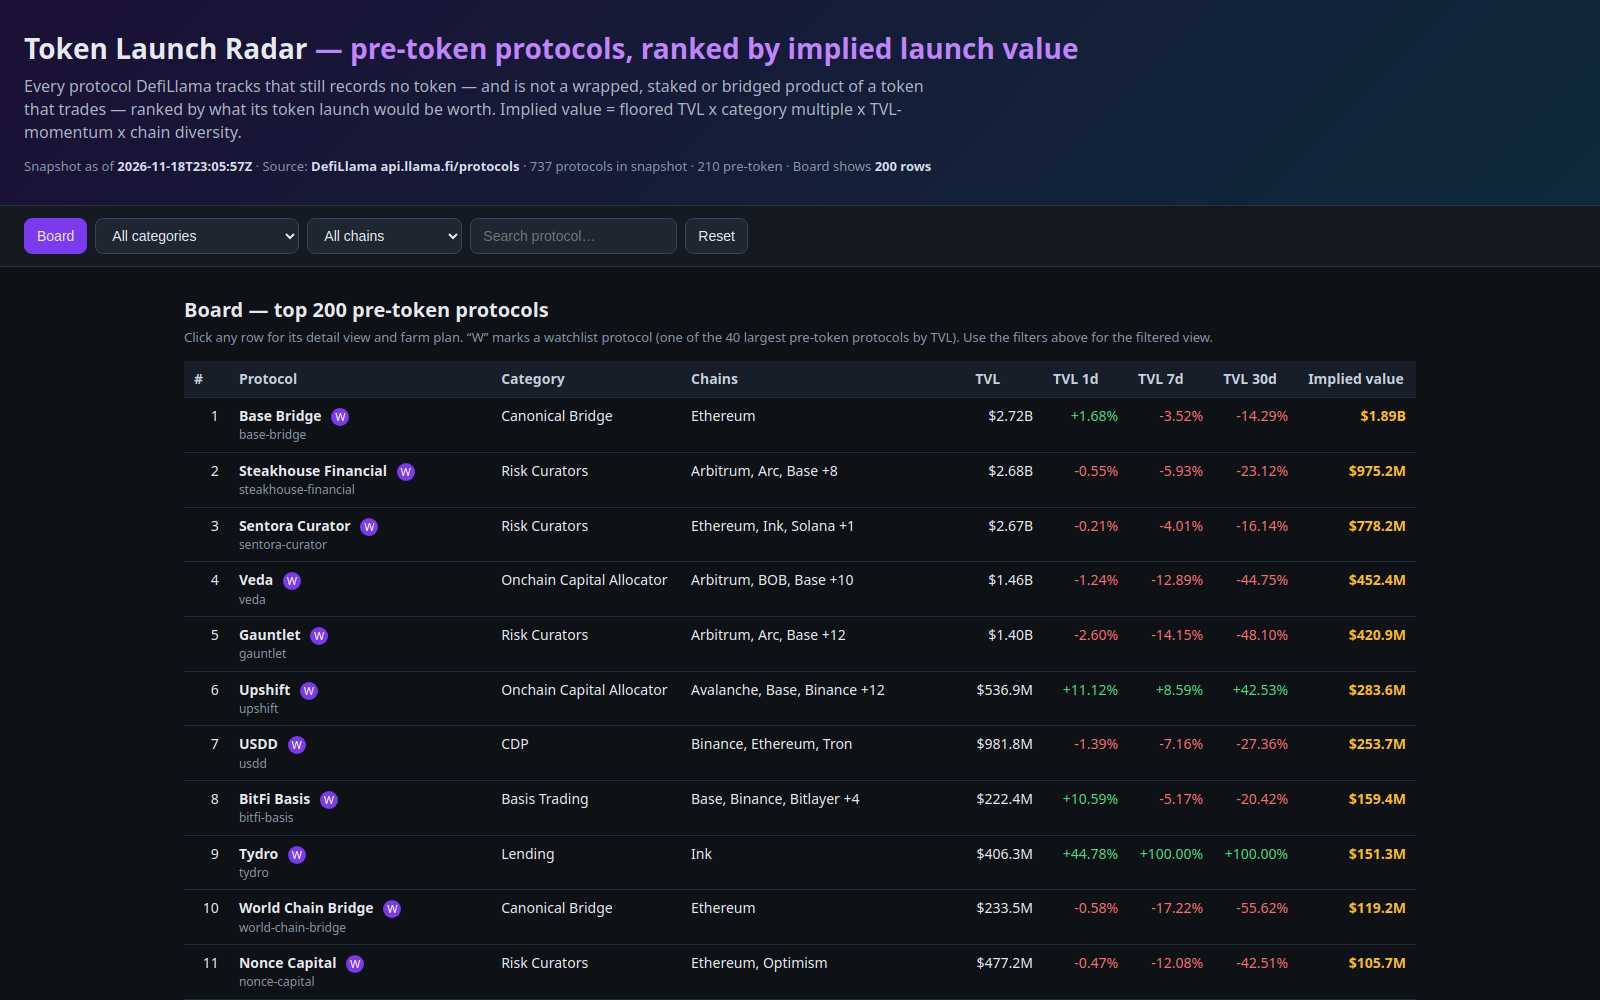 Token Launch Radar — pre-token protocols, ranked by implied launch value
Every protocol DefiLlama tracks that still records no token — and is not a wrapped, staked or bridged product of a token
that trades — ranked by what its token launch would be worth. Implied value = floored TVL x category multiple x TVL-
momentum x chain diversity.
Snapshot as of 2026-11-18T23:05:57Z · Source: DefiLlama api.llama.fi/protocols · 737 protocols in snapshot · 210 pre-token · Board shows 200 rows
Board All categories All chains Search protocol... Reset
Board — top 200 pre-token protocols
Click any row for its detail view and farm plan. “W” marks a watchlist protocol (one of the 40 largest pre-token protocols by TVL). Use the filters above for the filtered view.
# Protocol Category Chains TVL TVL 1d TVL 7d TVL 30d Implied value
1 Base Bridge W Canonical Bridge Ethereum $2.72B +1.68% -3.52% -14.29% $1.89B
base-bridge
2 Steakhouse Financial W Risk Curators Arbitrum, Arc, Base +8 $2.68B -0.55% -5.93% -23.12% $975.2M
steakhouse-financial
3 Sentora Curator W Risk Curators Ethereum, Ink, Solana +1 $2.67B -0.21% -4.01% -16.14% $778.2M
sentora-curator
4 Veda W Onchain Capital Allocator Arbitrum, BOB, Base +10 $1.46B -1.24% -12.89% -44.75% $452.4M
veda
5 Gauntlet W Risk Curators Arbitrum, Arc, Base +12 $1.40B -2.60% -14.15% -48.10% $420.9M
gauntlet
6 Upshift W Onchain Capital Allocator Avalanche, Base, Binance +12 $536.9M +11.12% +8.59% +42.53% $283.6M
upshift
7 USDD W CDP Binance, Ethereum, Tron $981.8M -1.39% -7.16% -27.36% $253.7M
usdd
8 BitFi Basis W Basis Trading Base, Binance, Bitlayer +4 $222.4M +10.59% -5.17% -20.42% $159.4M
bitfi-basis
9 Tydro W Lending Ink $406.3M +44.78% +100.00% +100.00% $151.3M
tydro
10 World Chain Bridge W Canonical Bridge Ethereum $233.5M -0.58% -17.22% -55.62% $119.2M
world-chain-bridge
11 Nonce Capital W Risk Curators Ethereum, Optimism $477.2M -0.47% -12.08% -42.51% $105.7M
nonce-capital